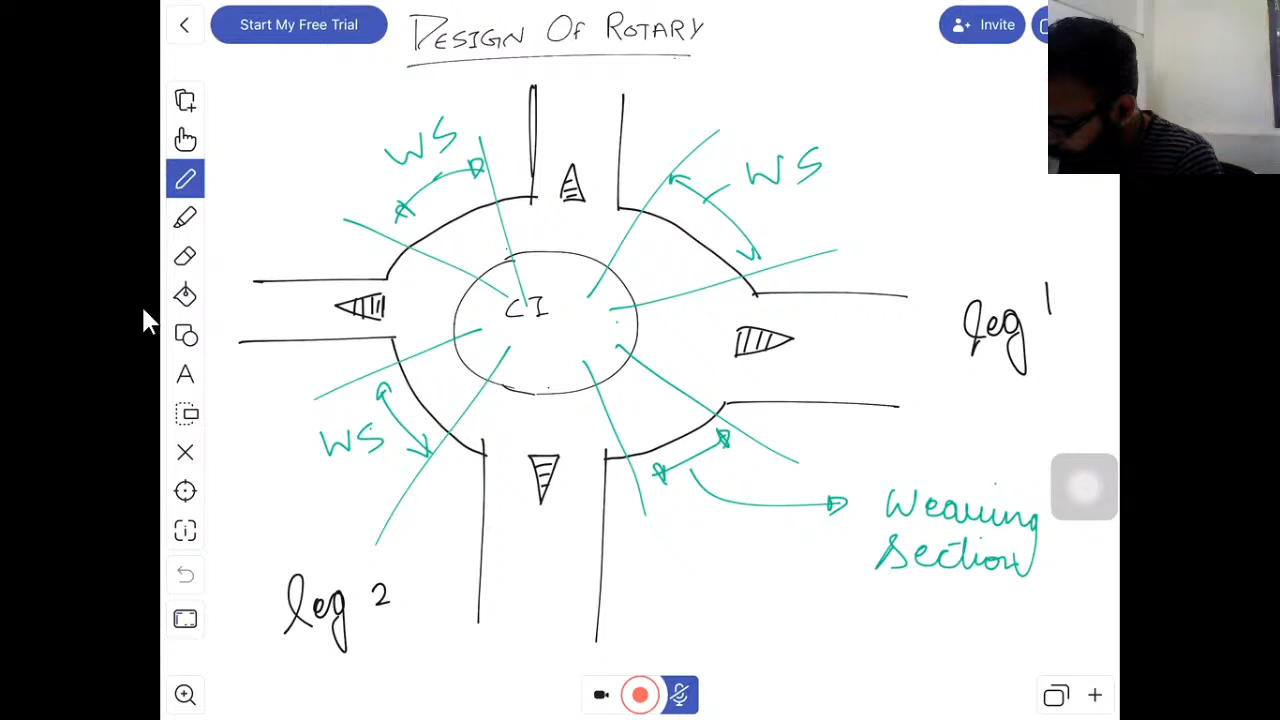 Start My Free Trial
DESIGN OF ROTARY
Invite
WS
WS
CI
leg 1
WS
Weaving
Section
leg 2